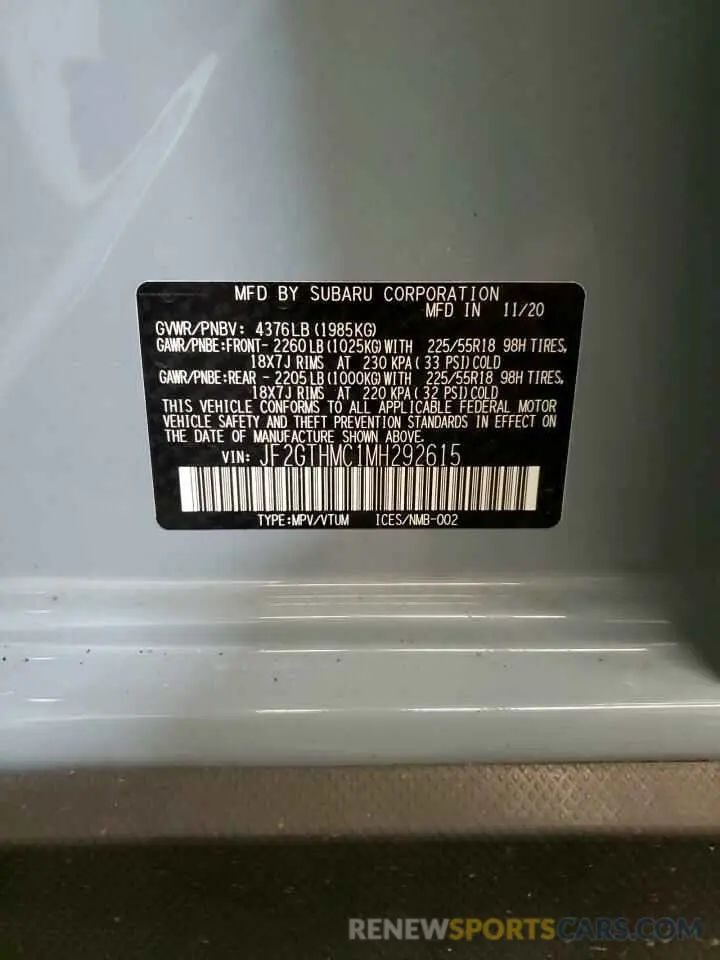 MFD BY SUBARU CORPORATION
MFD IN 11/20
GVWR/PNBV: 4376LB(1985KG)
GAWR/PNBE:FRONT- 2260LB(1025KG)WITH 225/55R18 98H TIRES,
18X7J RIMS AT 230 KPA( 33 PSI)COLD
GAWR/PNBE:REAR - 2205LB(1000KG)WITH 225/55R18 98H TIRES,
18X7J RIMS AT 220 KPA( 32 PSI)COLD
THIS VEHICLE CONFORMS TO ALL APPLICABLE FEDERAL MOTOR
VEHICLE SAFETY AND THEFT PREVENTION STANDARDS IN EFFECT ON
THE DATE OF MANUFACTURE SHOWN ABOVE.
VIN: JF2GTHMC1MH292615
TYPE:MPV/VTUM ICES/NMB-002
RENEWSPORTSCARS.COM